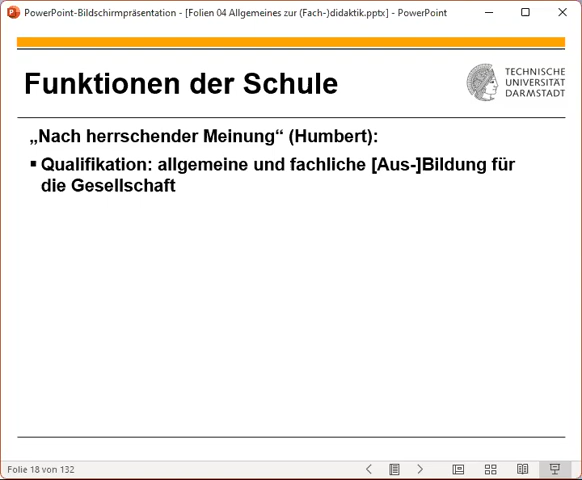 PowerPoint-Bildschirmpräsentation - [Folien 04 Allgemeines zur (Fach-)didaktik.pptx] - PowerPoint
Funktionen der Schule
TECHNISCHE
UNIVERSITÄT
DARMSTADT
„Nach herrschender Meinung“ (Humbert):
▪ Qualifikation: allgemeine und fachliche [Aus-]Bildung für
die Gesellschaft
Folie 18 von 132